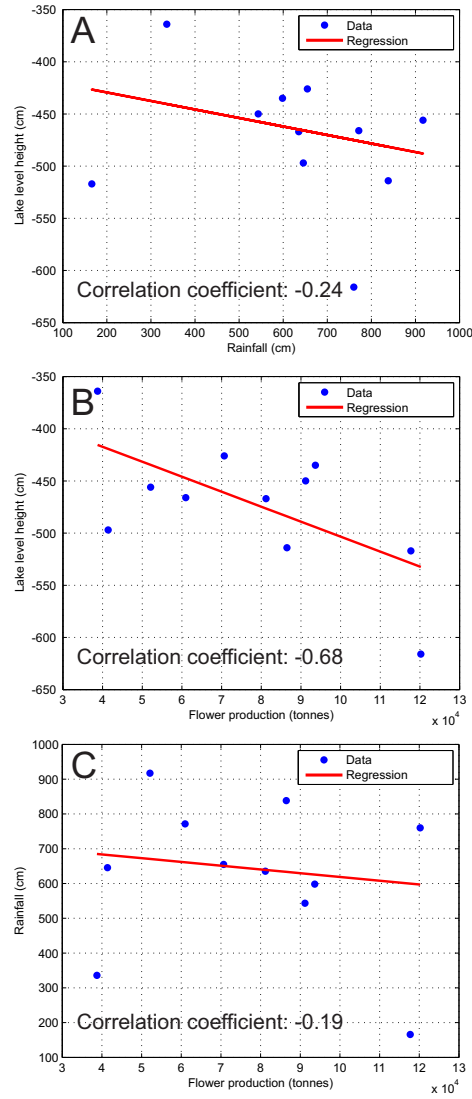 A
Data
Regression
-350
-400
-450
-500
-550
-600
-650
Lake level height (cm)
Correlation coefficient: -0.24
100 200 300 400 500 600 700 800 900 1000
Rainfall (cm)
B
Data
Regression
-350
-400
-450
-500
-550
-600
-650
Lake level height (cm)
Correlation coefficient: -0.68
3 4 5 6 7 8 9 10 11 12 13
Flower production (tonnes)
x 10^4
C
Data
Regression
1000
900
800
700
600
500
400
300
200
100
Rainfall (cm)
Correlation coefficient: -0.19
3 4 5 6 7 8 9 10 11 12 13
Flower production (tonnes)
x 10^4